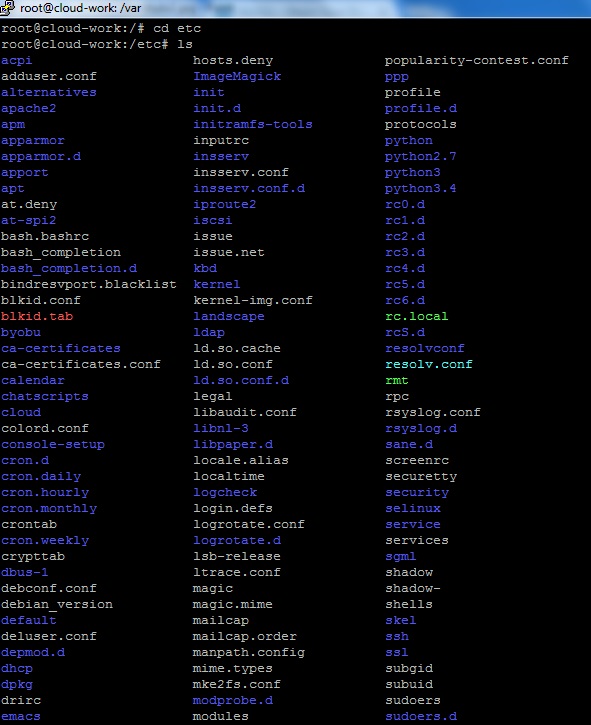 root@cloud-work: /var
root@cloud-work:/# cd etc
root@cloud-work:/etc# ls
acpi hosts.deny popularity-contest.conf
adduser.conf ImageMagick ppp
alternatives init profile
apache2 init.d profile.d
apm initramfs-tools protocols
apparmor inputrc python
apparmor.d insserv python2.7
apport insserv.conf python3
apt insserv.conf.d python3.4
at.deny iproute2 rc0.d
at-spi2 iscsi rc1.d
bash.bashrc issue rc2.d
bash_completion issue.net rc3.d
bash_completion.d kbd rc4.d
bindresvport.blacklist kernel rc5.d
blkid.conf kernel-img.conf rc6.d
blkid.tab landscape rc.local
byobu ldap rcS.d
ca-certificates ld.so.cache resolvconf
ca-certificates.conf ld.so.conf resolv.conf
calendar ld.so.conf.d rmt
chatscripts legal rpc
cloud libaudit.conf rsyslog.conf
colord.conf libnl-3 rsyslog.d
console-setup libpaper.d sane.d
cron.d locale.alias screenrc
cron.daily localtime securetty
cron.hourly logcheck security
cron.monthly login.defs selinux
crontab logrotate.conf service
cron.weekly logrotate.d services
crypttab lsb-release sgml
dbus-1 ltrace.conf shadow
debconf.conf magic shadow-
debian_version magic.mime shells
default mailcap skel
deluser.conf mailcap.order ssh
depmod.d manpath.config ssl
dhcp mime.types subgid
dpkg mke2fs.conf subuid
drirc modprobe.d sudoers
emacs modules sudoers.d